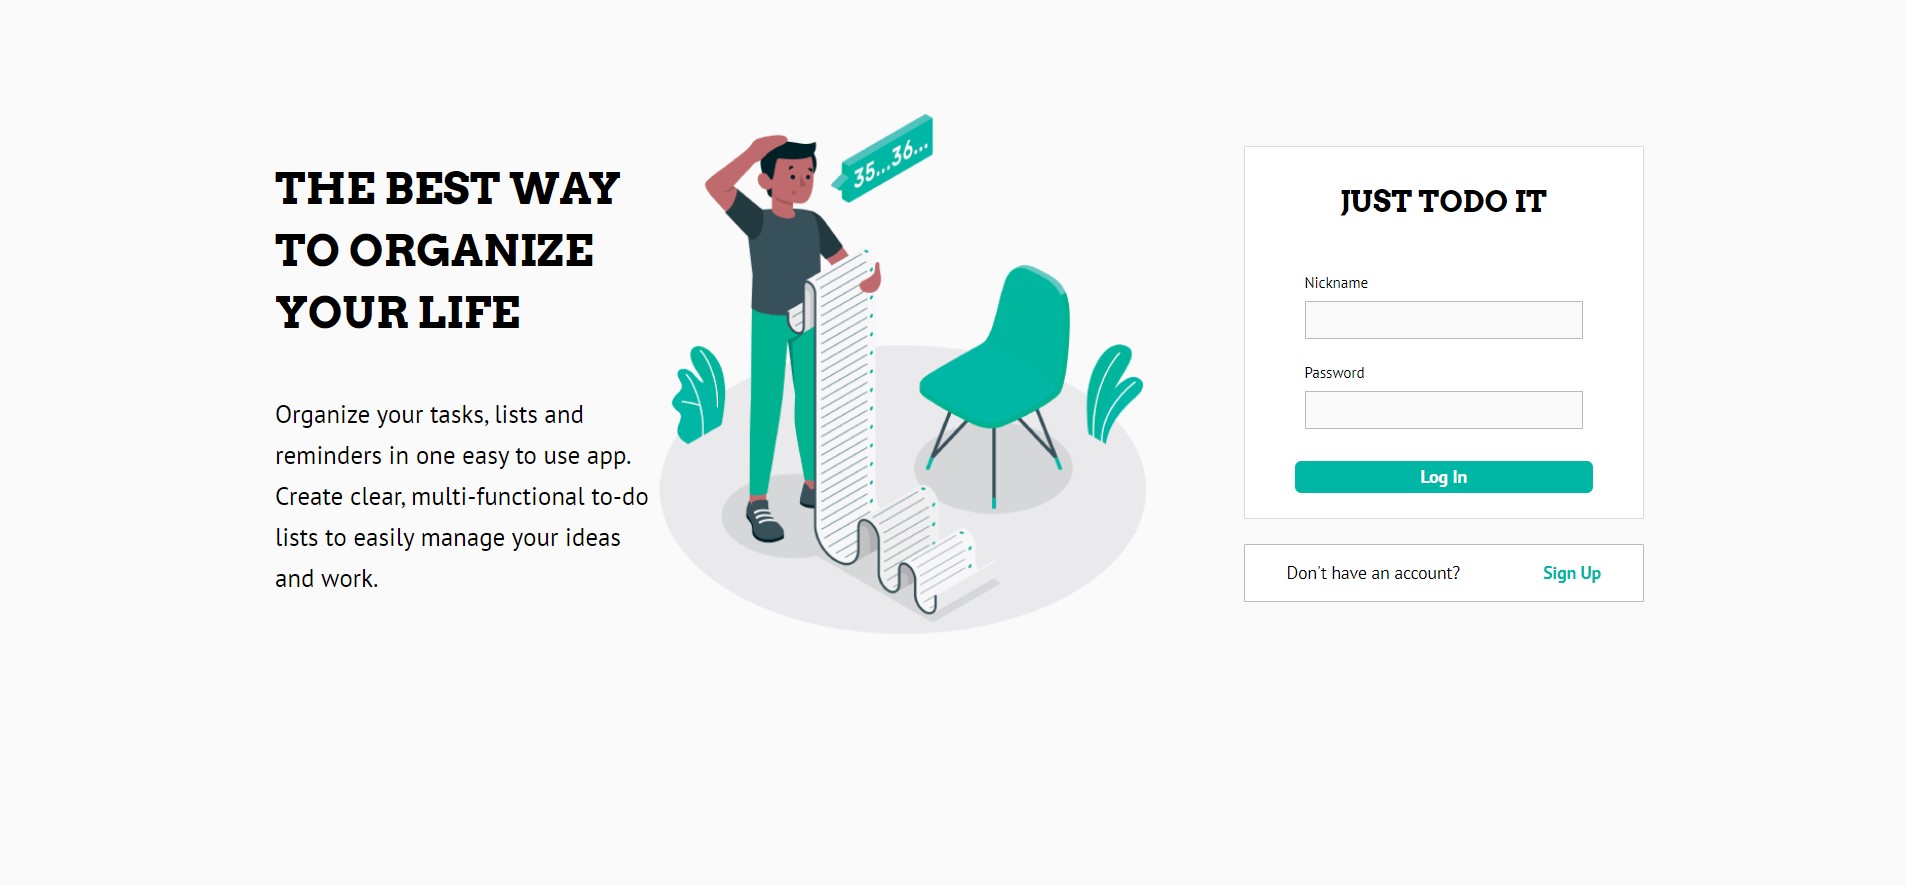 THE BEST WAY
TO ORGANIZE
YOUR LIFE
Organize your tasks, lists and
reminders in one easy to use app.
Create clear, multi-functional to-do
lists to easily manage your ideas
and work.
35...36...
JUST TODO IT
Nickname
Password
Log In
Don't have an account? Sign Up